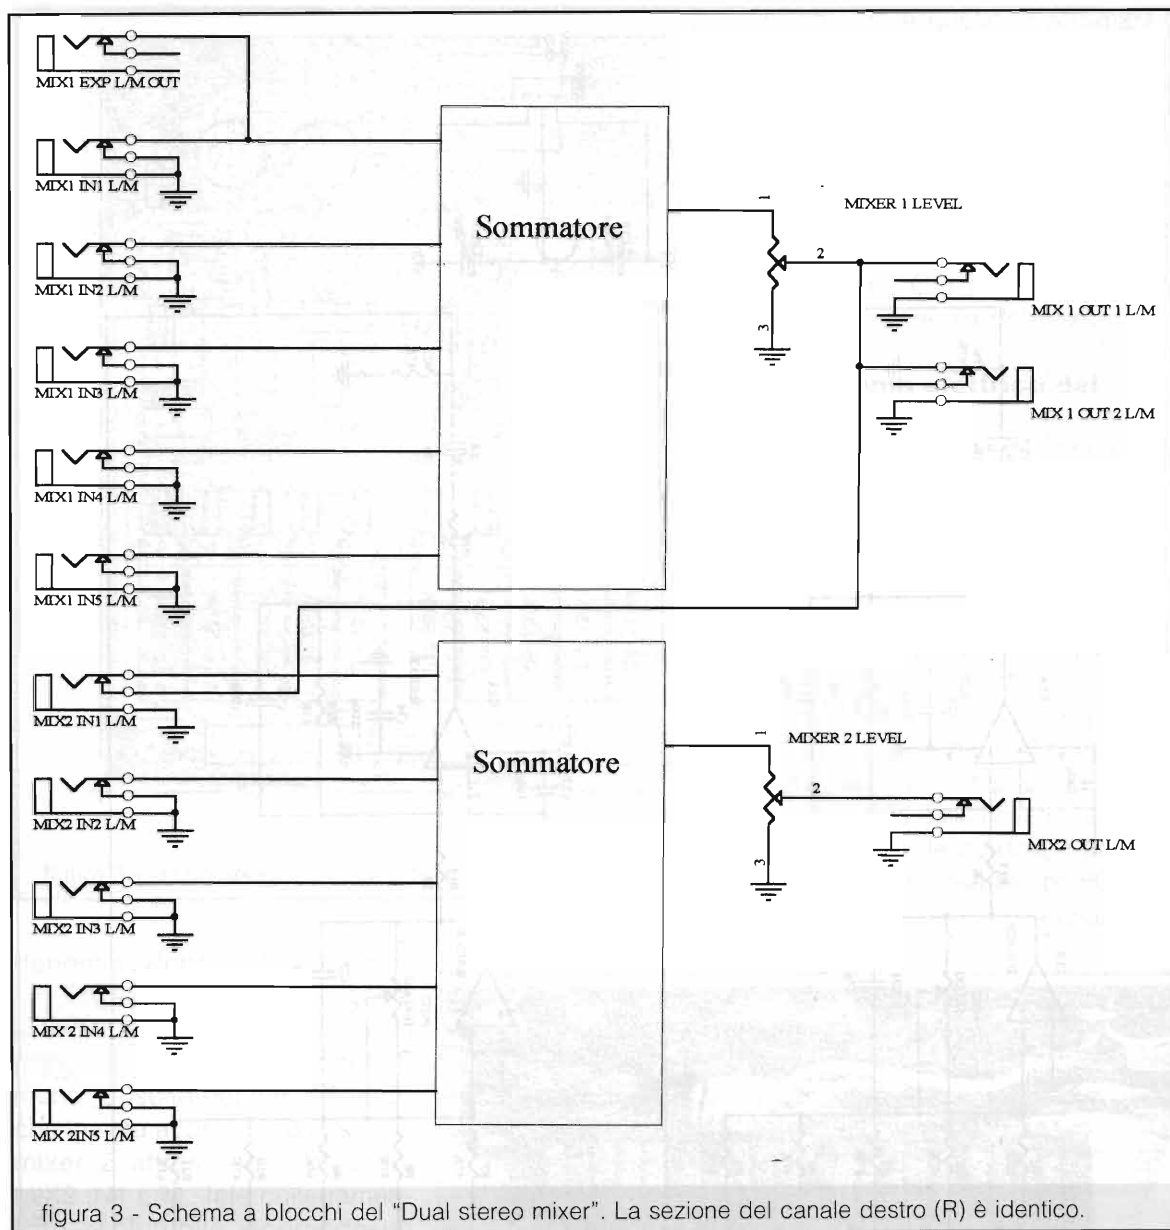 MIX1 EXP L/M OUT
MIX1 IN1 L/M
MIX1 IN2 L/M
MIX1 IN3 L/M
MIX1 IN4 L/M
MIX1 IN5 L/M
Sommatore
1
MIXER 1 LEVEL
2
3
MIX 1 OUT 1 L/M
MIX 1 OUT 2 L/M
MIX2 IN1 L/M
MIX2 IN2 L/M
MIX2 IN3 L/M
MIX 2 IN4 L/M
MIX 2IN5 L/M
Sommatore
1
MIXER 2 LEVEL
2
3
MIX2 OUT L/M
figura 3 - Schema a blocchi del "Dual stereo mixer". La sezione del canale destro (R) è identico.